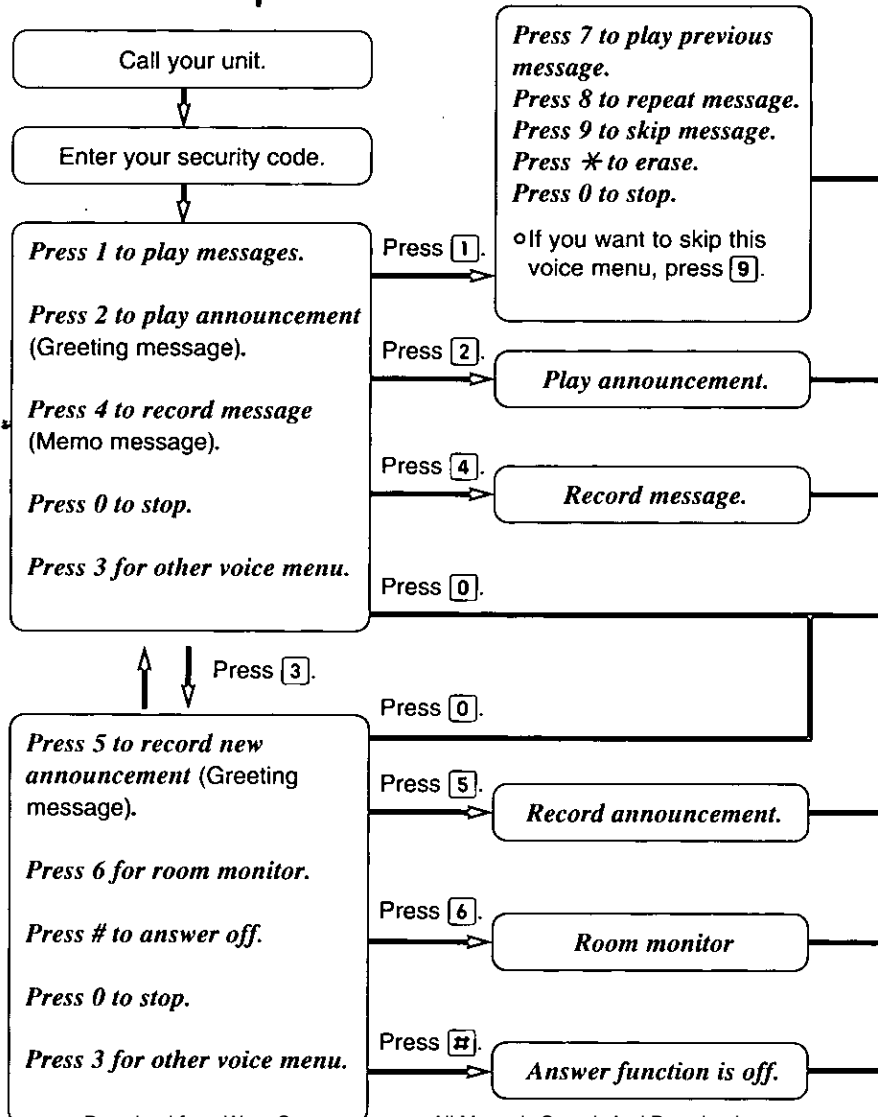 Call your unit.
Enter your security code.
Press 1 to play messages.
Press 2 to play announcement
(Greeting message).
Press 4 to record message
(Memo message).
Press 0 to stop.
Press 3 for other voice menu.
Press 1.
Press 7 to play previous
message.
Press 8 to repeat message.
Press 9 to skip message.
Press * to erase.
Press 0 to stop.
If you want to skip this
voice menu, press 9.
Press 2.
Play announcement.
Press 4.
Record message.
Press 0.
Press 3.
Press 5 to record new
announcement (Greeting
message).
Press 6 for room monitor.
Press # to answer off.
Press 0 to stop.
Press 3 for other voice menu.
Press 0.
Press 5.
Record announcement.
Press 6.
Room monitor
Press #.
Answer function is off.